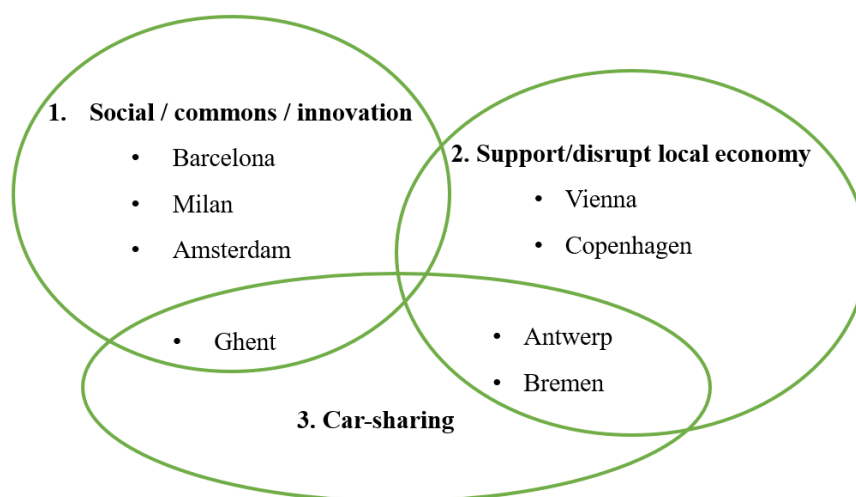 1. Social / commons / innovation
• Barcelona
• Milan
• Amsterdam
2. Support/disrupt local economy
• Vienna
• Copenhagen
• Ghent
• Antwerp
• Bremen
3. Car-sharing